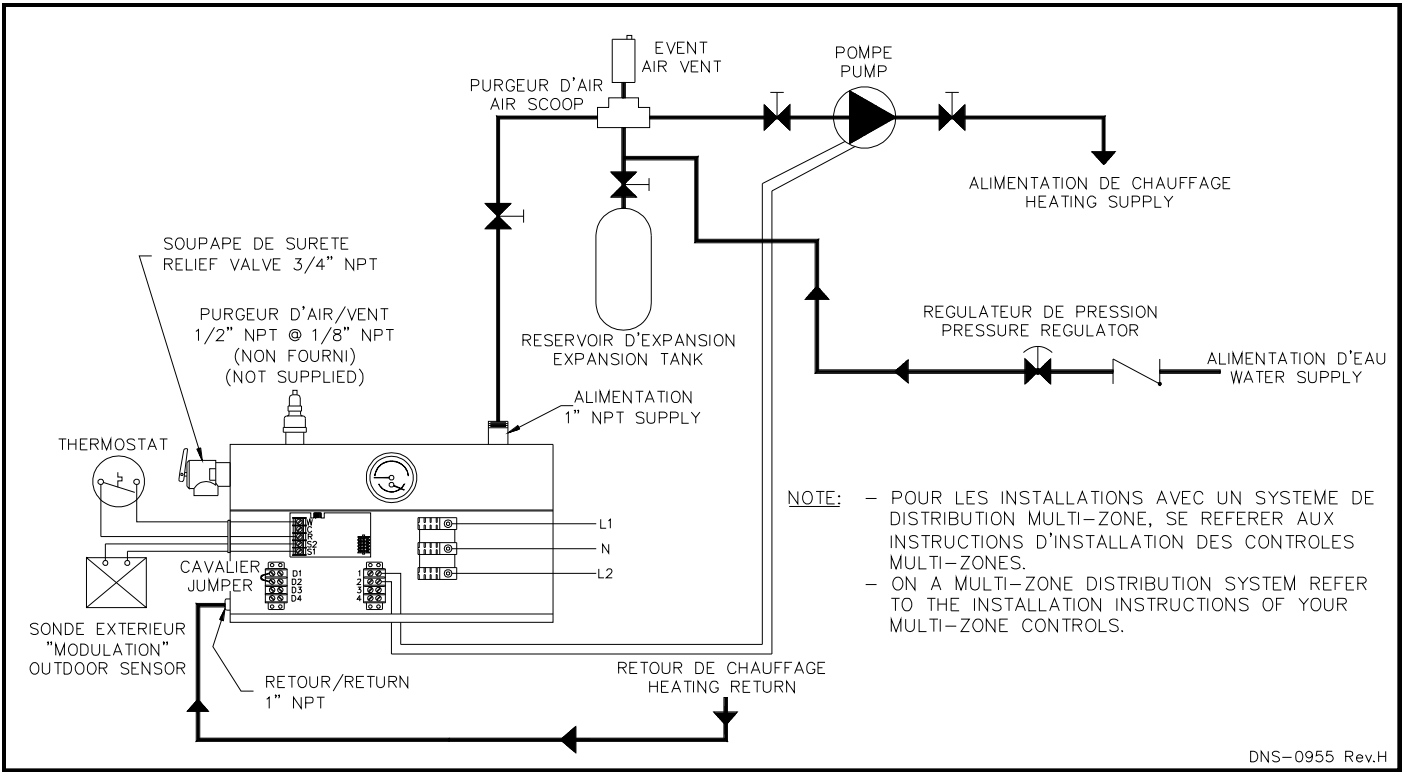 EVENT
AIR VENT
POMPE
PUMP
PURGEUR D'AIR
AIR SCOOP
ALIMENTATION DE CHAUFFAGE
HEATING SUPPLY
SOUPAPE DE SURETE
RELIEF VALVE 3/4" NPT
PURGEUR D'AIR/VENT
1/2" NPT @ 1/8" NPT
(NON FOURNI)
(NOT SUPPLIED)
RESERVOIR D'EXPANSION
EXPANSION TANK
REGULATEUR DE PRESSION
PRESSURE REGULATOR
ALIMENTATION D'EAU
WATER SUPPLY
ALIMENTATION
1" NPT SUPPLY
THERMOSTAT
W
C
R
S2
S1
L1
N
L2
CAVALIER
JUMPER
D1
D2
D3
D4
1
2
3
4
SONDE EXTERIEUR
"MODULATION"
OUTDOOR SENSOR
RETOUR/RETURN
1" NPT
RETOUR DE CHAUFFAGE
HEATING RETURN
NOTE: - POUR LES INSTALLATIONS AVEC UN SYSTEME DE
DISTRIBUTION MULTI-ZONE, SE REFERER AUX
INSTRUCTIONS D'INSTALLATION DES CONTROLES
MULTI-ZONES.
- ON A MULTI-ZONE DISTRIBUTION SYSTEM REFER
TO THE INSTALLATION INSTRUCTIONS OF YOUR
MULTI-ZONE CONTROLS.
DNS-0955 Rev.H